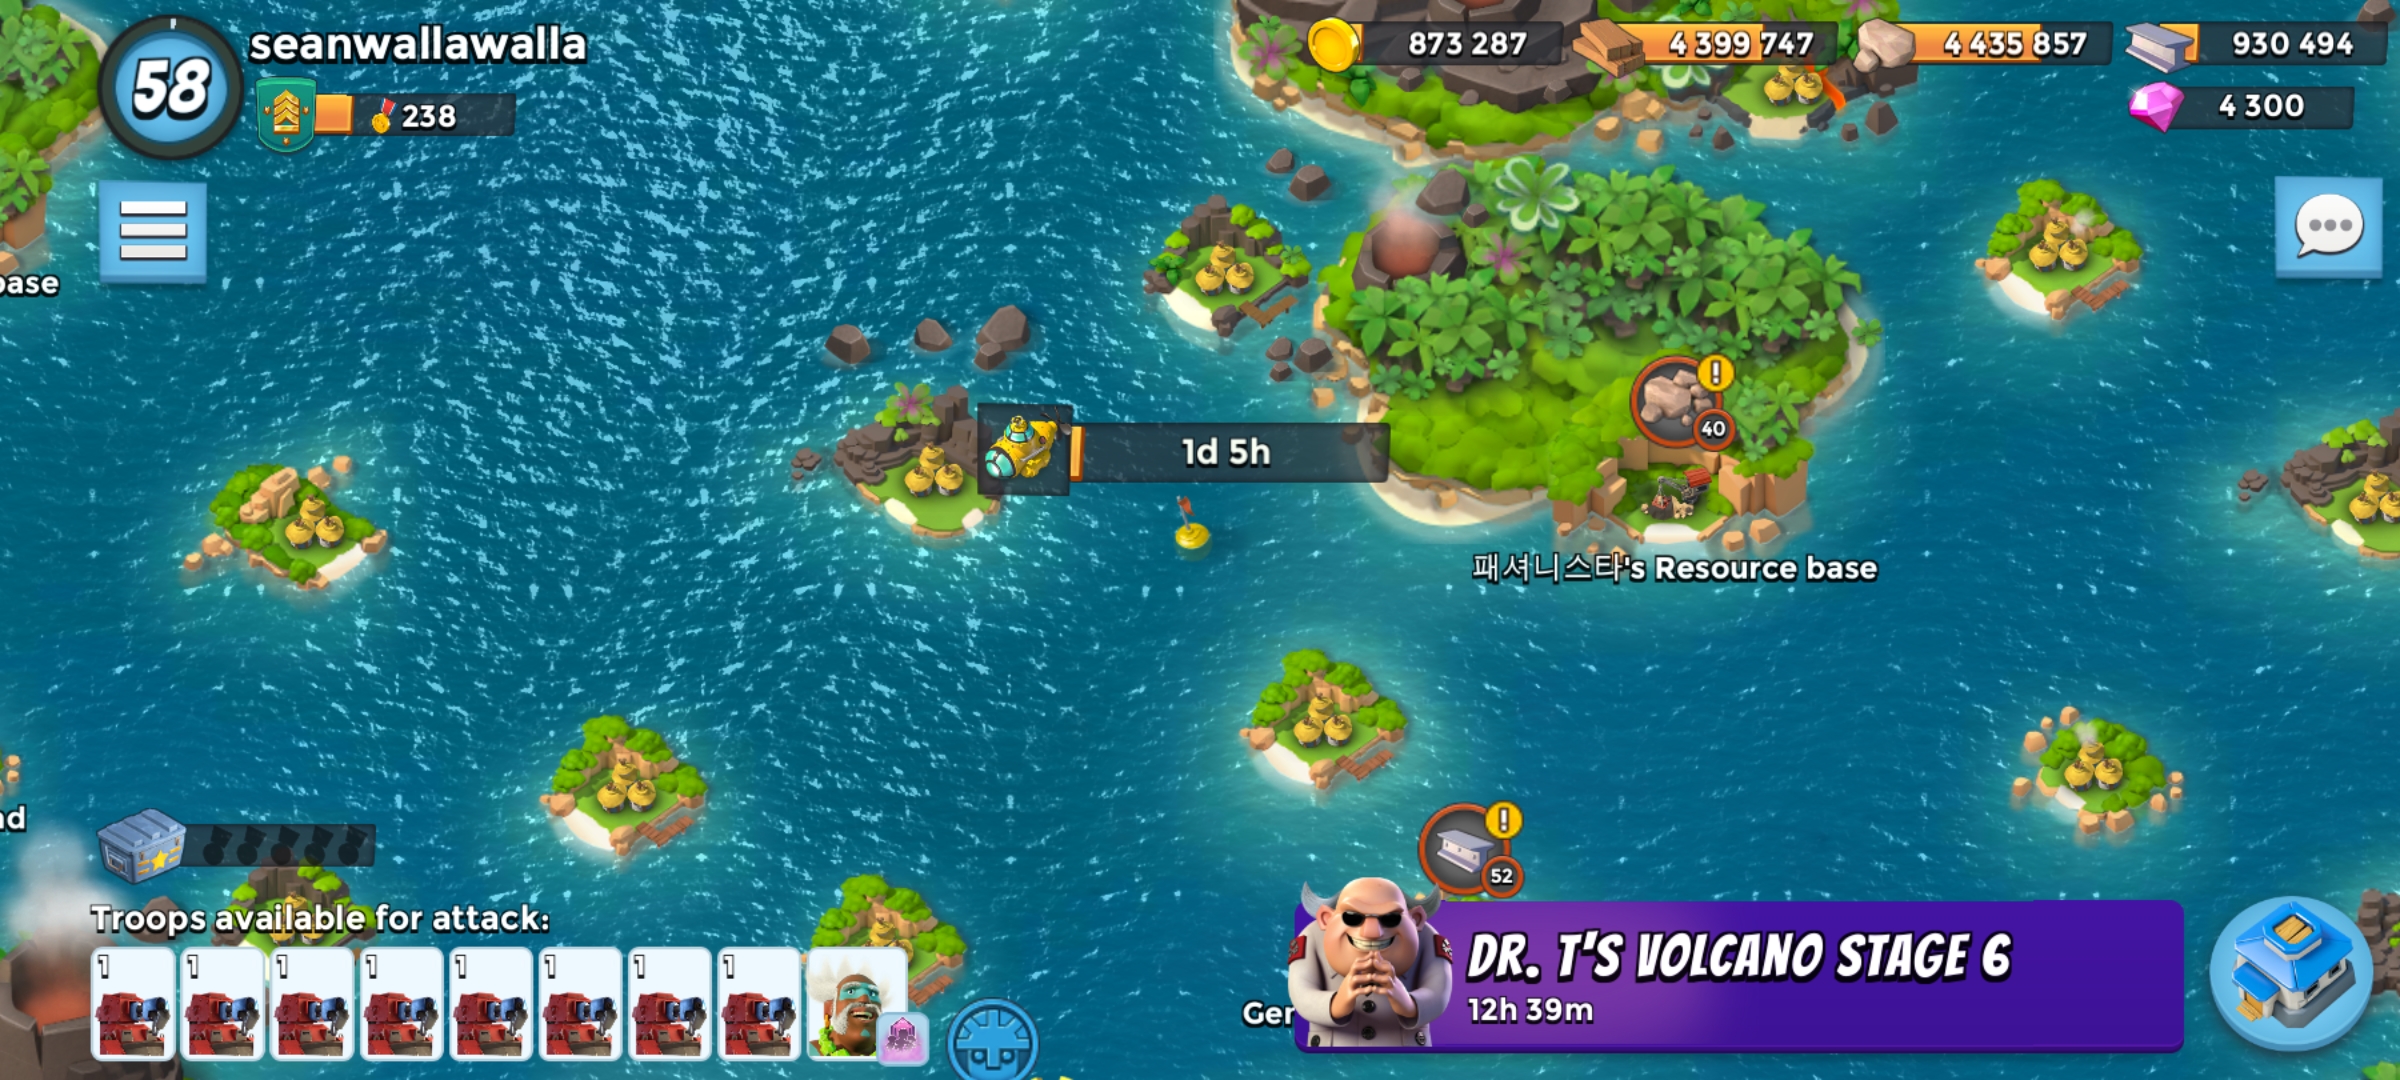 58
seanwallawalla
238
873 287
4 399 747
4 435 857
930 494
4 300
base
40
1d 5h
패셔니스타's Resource base
52
Troops available for attack:
1 1 1 1 1 1 1 1
DR. T'S VOLCANO STAGE 6
12h 39m